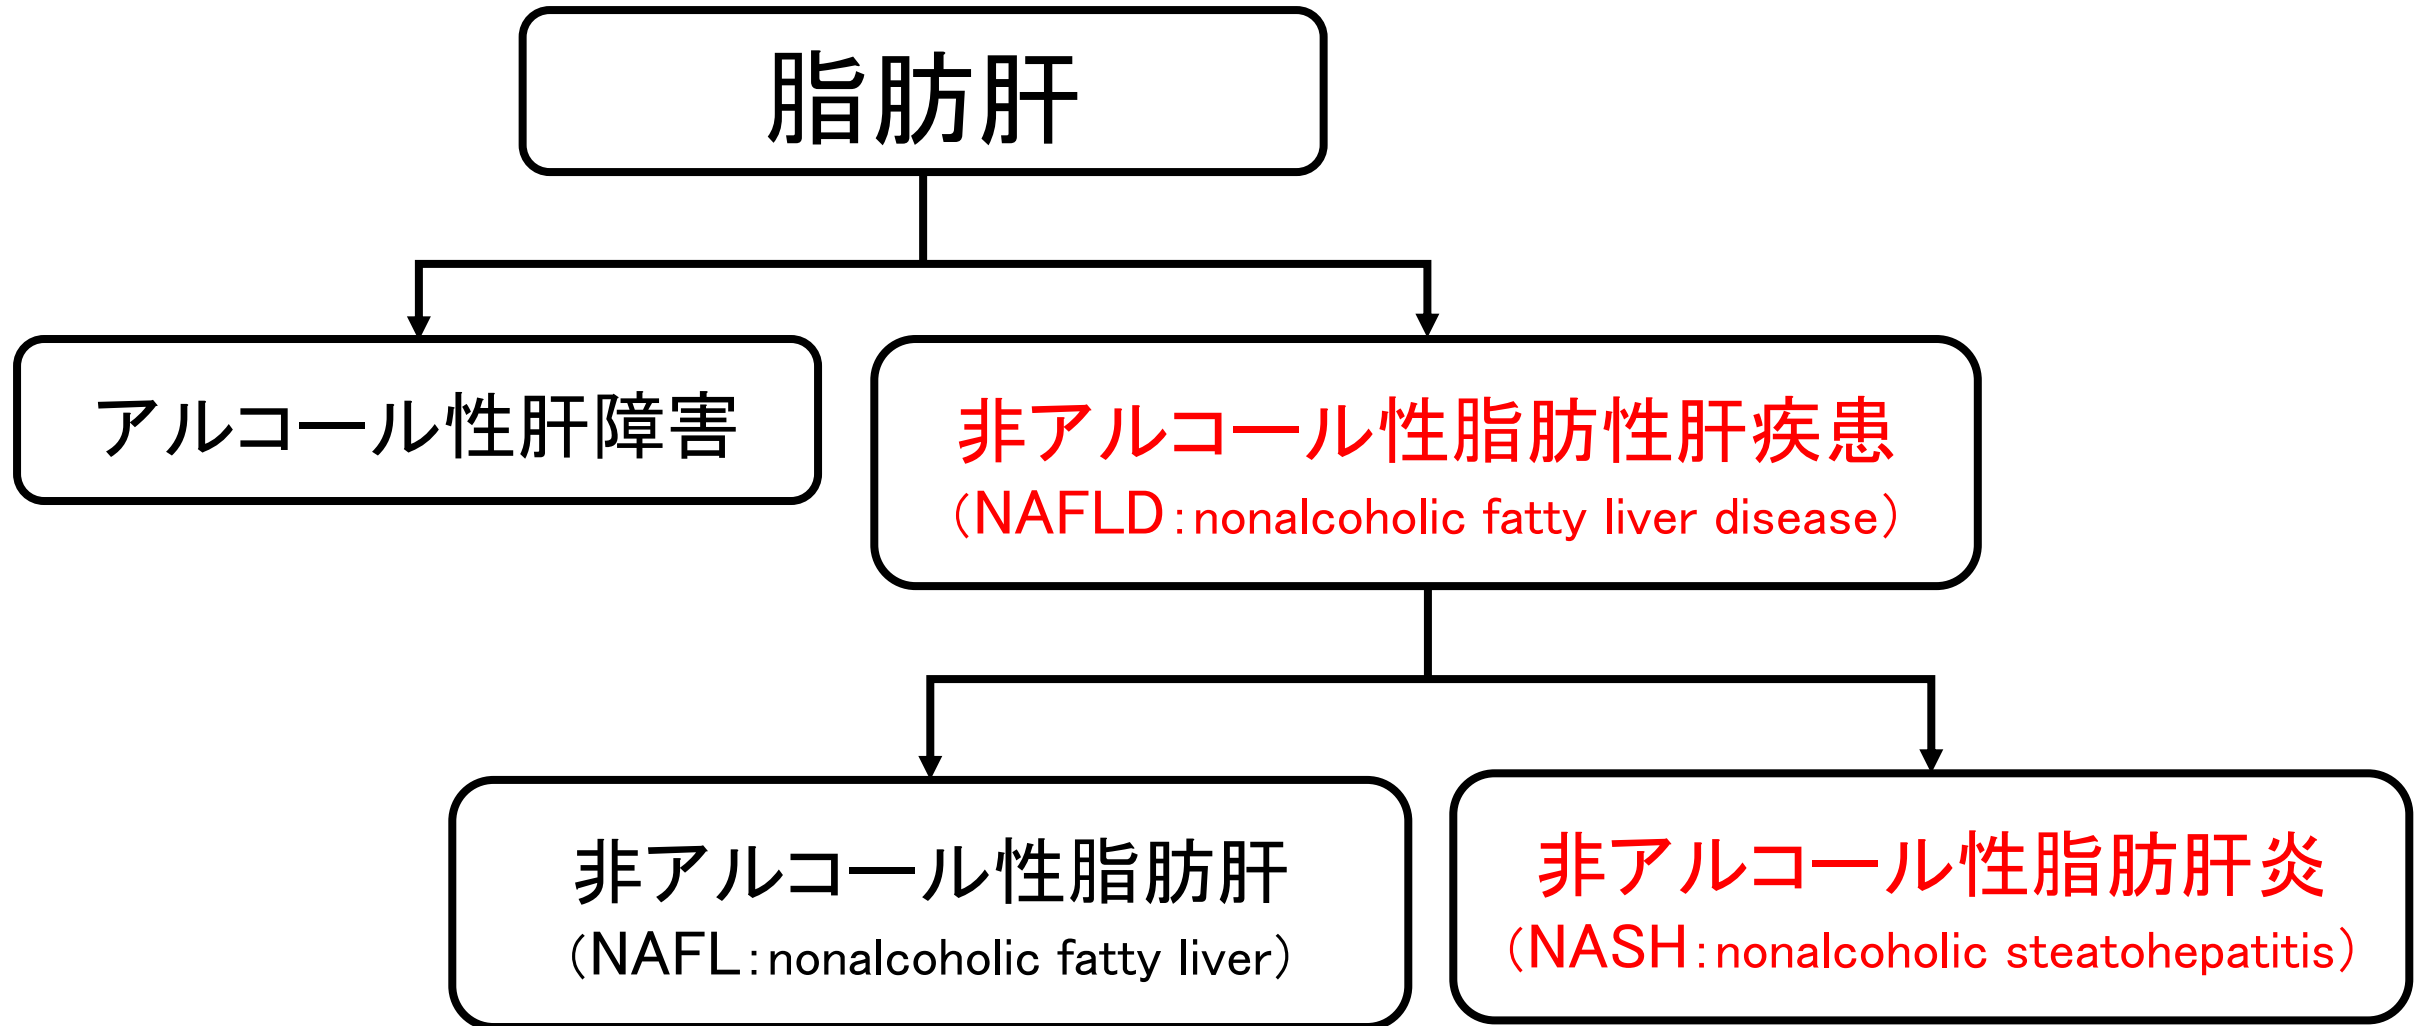 脂肪肝
アルコール性肝障害
非アルコール性脂肪性肝疾患
（NAFLD：nonalcoholic fatty liver disease）
非アルコール性脂肪肝
（NAFL：nonalcoholic fatty liver）
非アルコール性脂肪肝炎
（NASH：nonalcoholic steatohepatitis）